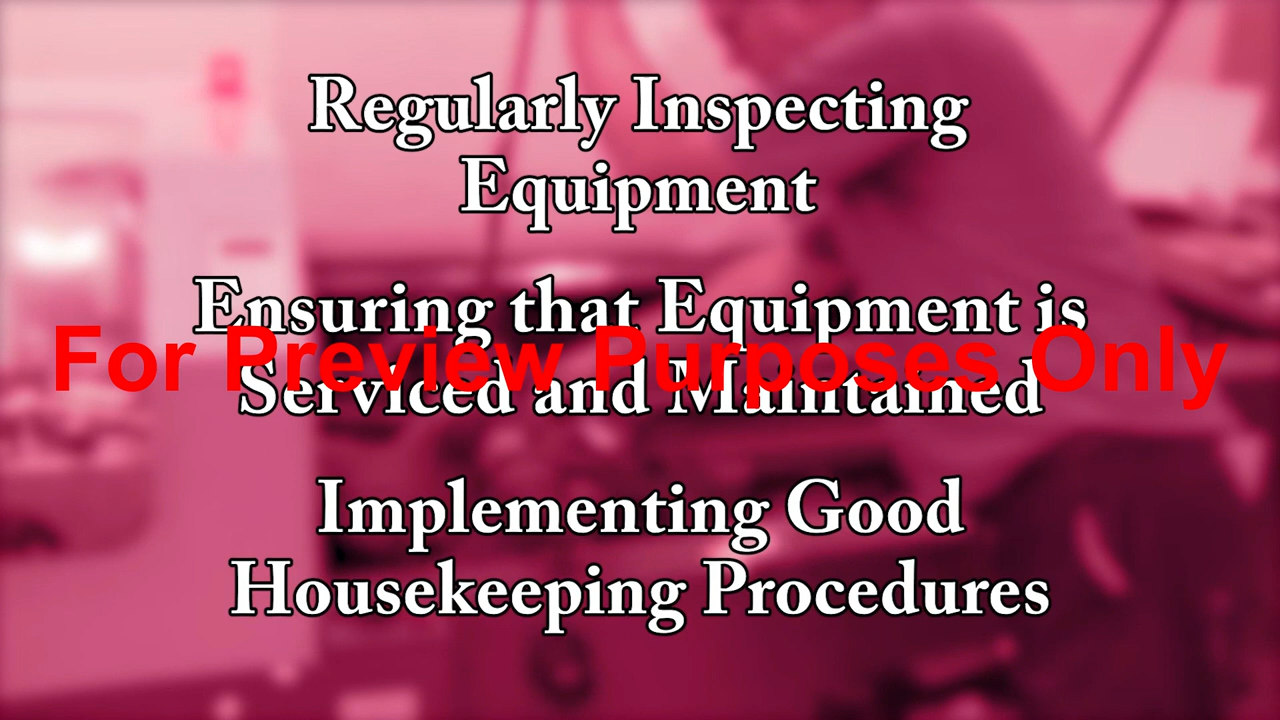 Regularly Inspecting
Equipment
Ensuring that Equipment is
For Preview Purposes Only
Serviced and Maintained
Implementing Good
Housekeeping Procedures